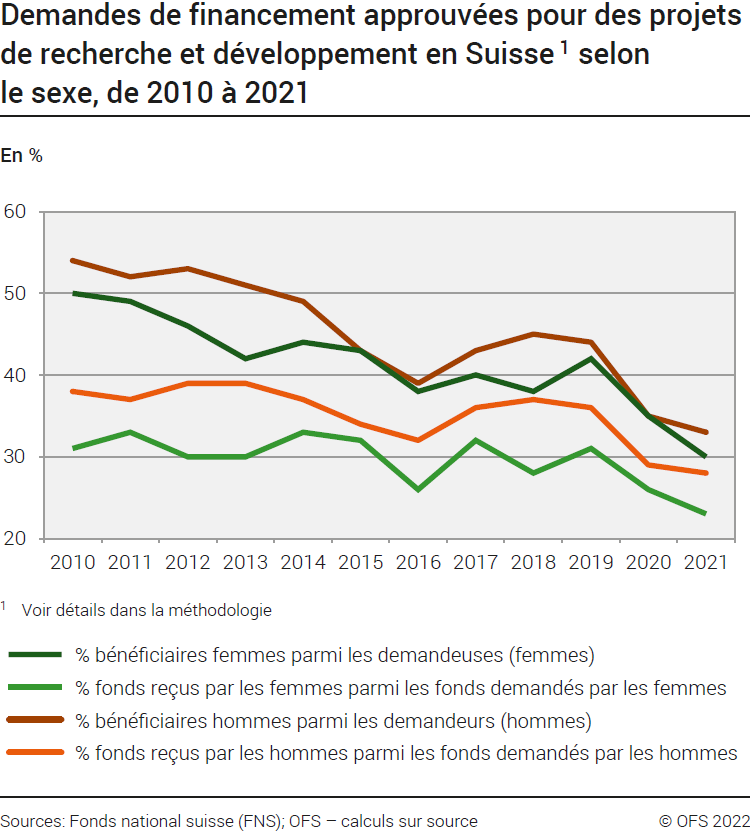 Demandes de financement approuvées pour des projets
de recherche et développement en Suisse ¹ selon
le sexe, de 2010 à 2021
En %
60
50
40
30
20
2010 2011 2012 2013 2014 2015 2016 2017 2018 2019 2020 2021
¹ Voir détails dans la méthodologie
% bénéficiaires femmes parmi les demandeuses (femmes)
% fonds reçus par les femmes parmi les fonds demandés par les femmes
% bénéficiaires hommes parmi les demandeurs (hommes)
% fonds reçus par les hommes parmi les fonds demandés par les hommes
Sources: Fonds national suisse (FNS); OFS – calculs sur source © OFS 2022